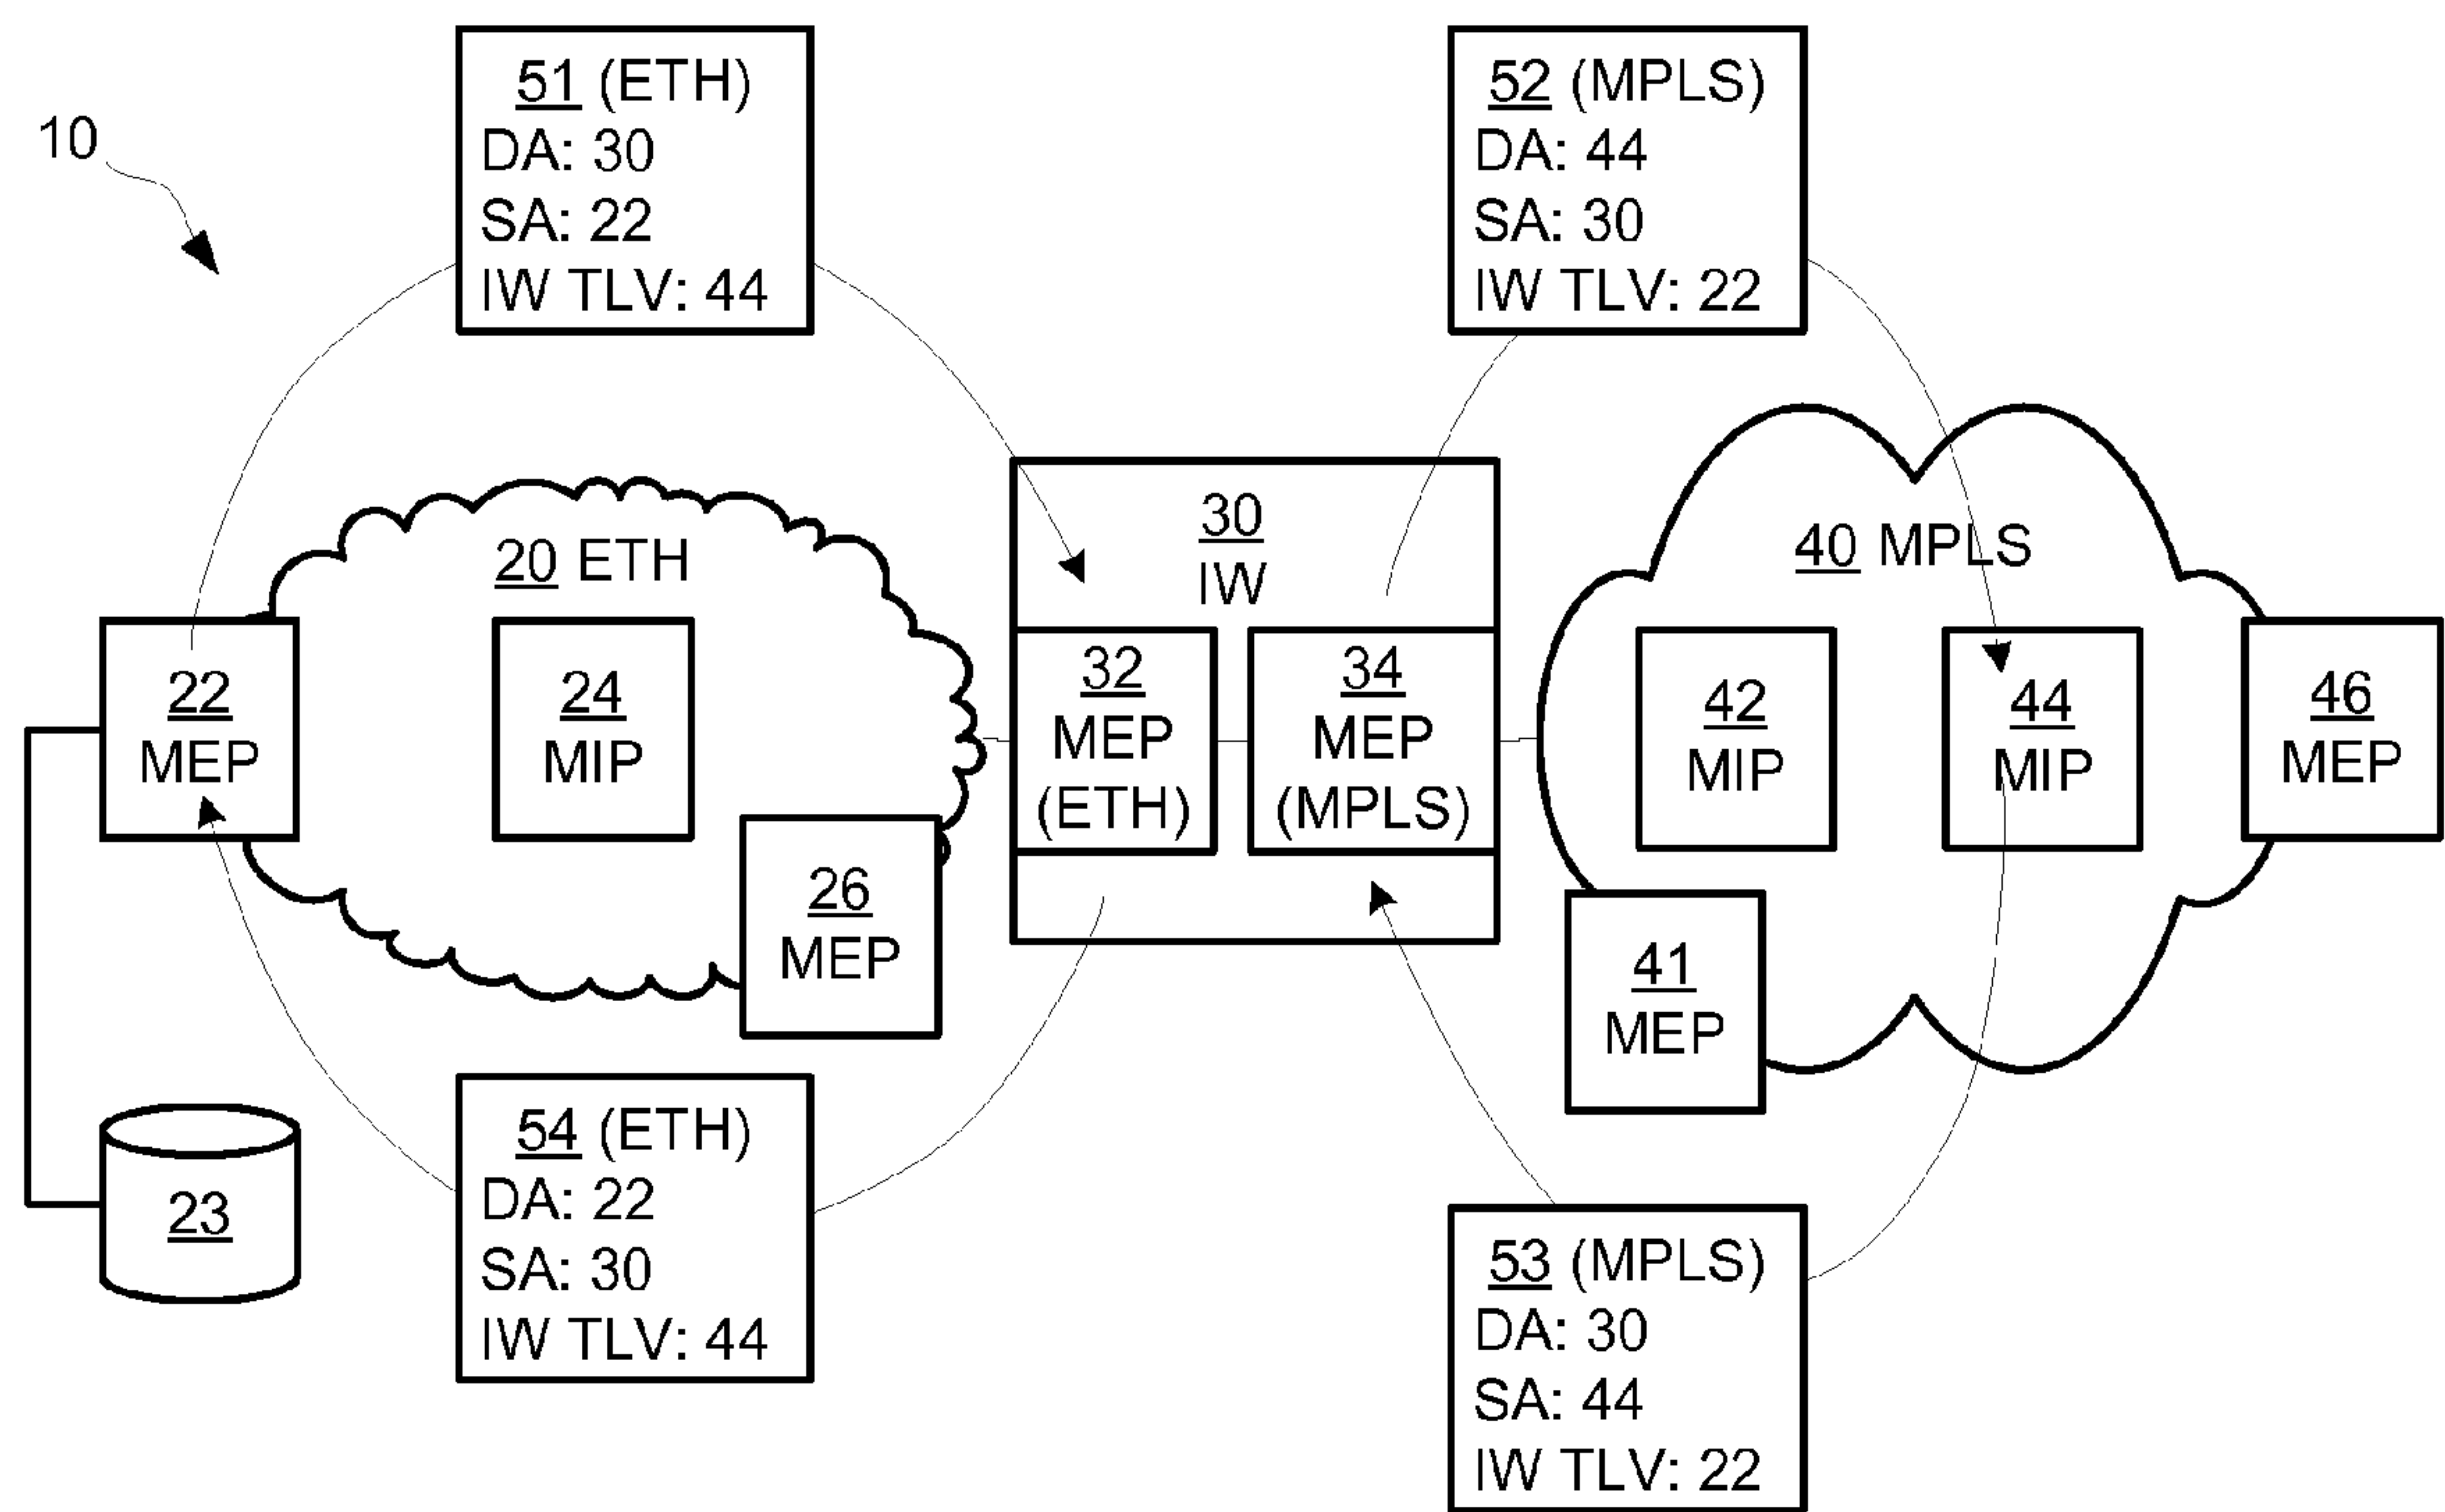 10
51 (ETH)
DA: 30
SA: 22
IW TLV: 44
52 (MPLS)
DA: 44
SA: 30
IW TLV: 22
20 ETH
22
MEP
24
MIP
26
MEP
23
30
IW
32
MEP
(ETH)
34
MEP
(MPLS)
40 MPLS
42
MIP
44
MIP
46
MEP
41
MEP
54 (ETH)
DA: 22
SA: 30
IW TLV: 44
53 (MPLS)
DA: 30
SA: 44
IW TLV: 22